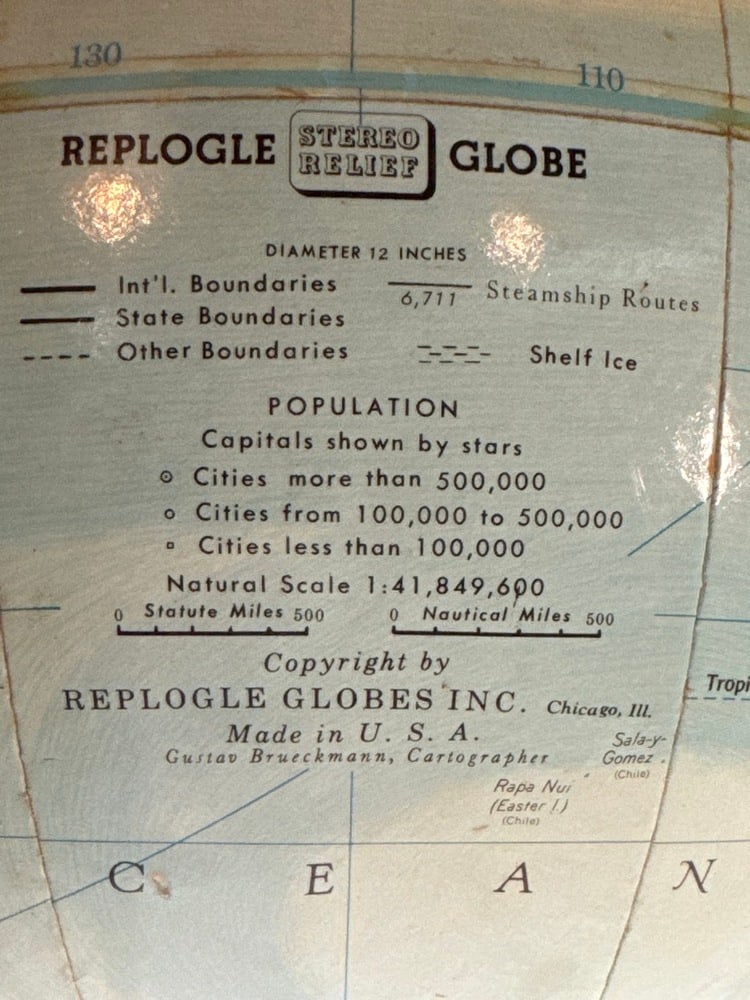 130
110
REPLOGLE STEREO RELIEF GLOBE
DIAMETER 12 INCHES
Int'l. Boundaries
6,711 Steamship Routes
State Boundaries
Other Boundaries
Shelf Ice
POPULATION
Capitals shown by stars
Cities more than 500,000
Cities from 100,000 to 500,000
Cities less than 100,000
Natural Scale 1:41,849,600
0 Statute Miles 500
0 Nautical Miles 500
Copyright by
REPLOGLE GLOBES INC. Chicago, Ill.
Made in U. S. A.
Gustav Brueckmann, Cartographer
Tropi
Sala-y-
Gomez
(Chile)
Rapa Nui
(Easter I.)
(Chile)
C E A N